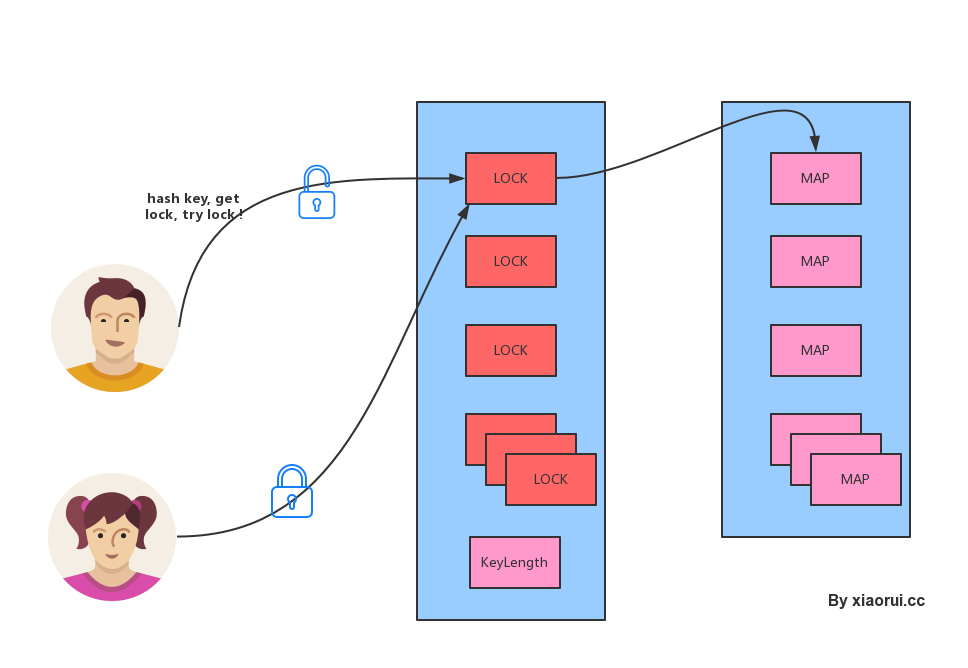 hash key, get
lock, try lock !
LOCK
MAP
LOCK
MAP
LOCK
MAP
LOCK
MAP
KeyLength
By xiaorui.cc